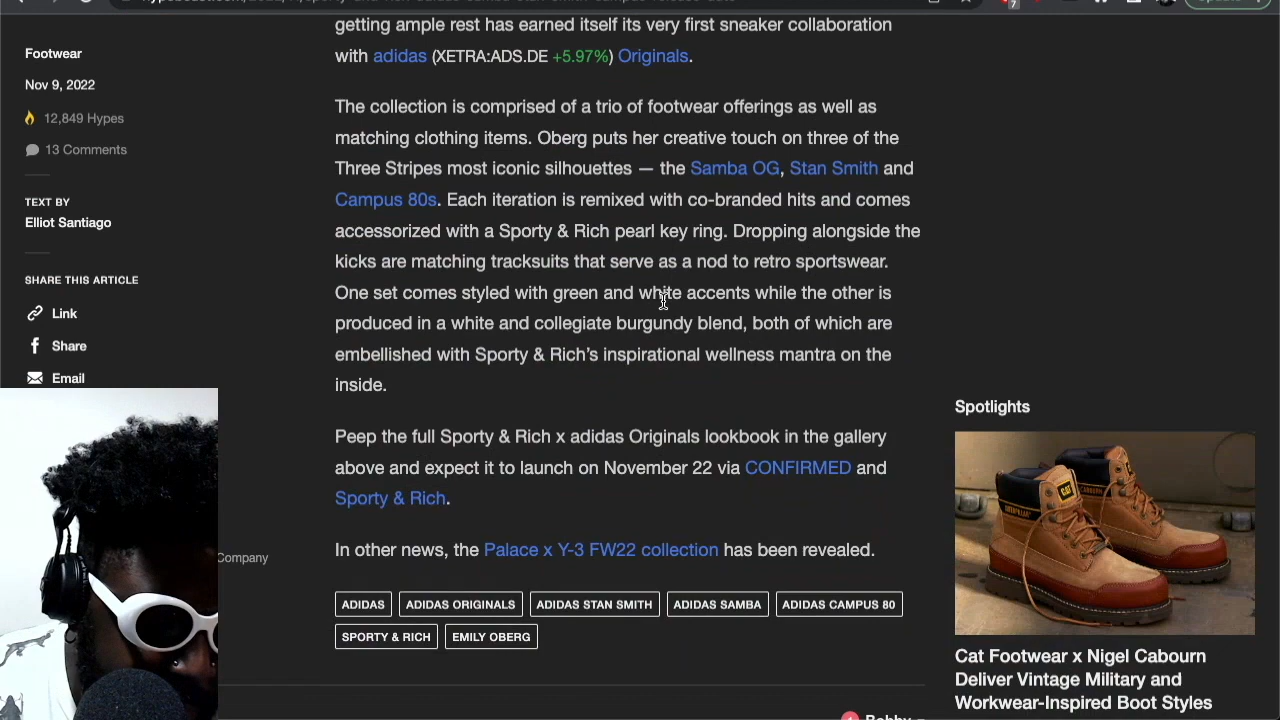 Footwear
Nov 9, 2022
12,849 Hypes
13 Comments
TEXT BY
Elliot Santiago
SHARE THIS ARTICLE
Link
Share
Email
Company
getting ample rest has earned itself its very first sneaker collaboration
with adidas (XETRA:ADS.DE +5.97%) Originals.
The collection is comprised of a trio of footwear offerings as well as
matching clothing items. Oberg puts her creative touch on three of the
Three Stripes most iconic silhouettes — the Samba OG, Stan Smith and
Campus 80s. Each iteration is remixed with co-branded hits and comes
accessorized with a Sporty & Rich pearl key ring. Dropping alongside the
kicks are matching tracksuits that serve as a nod to retro sportswear.
One set comes styled with green and white accents while the other is
produced in a white and collegiate burgundy blend, both of which are
embellished with Sporty & Rich’s inspirational wellness mantra on the
inside.
Peep the full Sporty & Rich x adidas Originals lookbook in the gallery
above and expect it to launch on November 22 via CONFIRMED and
Sporty & Rich.
In other news, the Palace x Y-3 FW22 collection has been revealed.
ADIDAS
ADIDAS ORIGINALS
ADIDAS STAN SMITH
ADIDAS SAMBA
ADIDAS CAMPUS 80
SPORTY & RICH
EMILY OBERG
Spotlights
CAT
CATERPILLAR
Cat Footwear x Nigel Cabourn
Deliver Vintage Military and
Workwear-Inspired Boot Styles